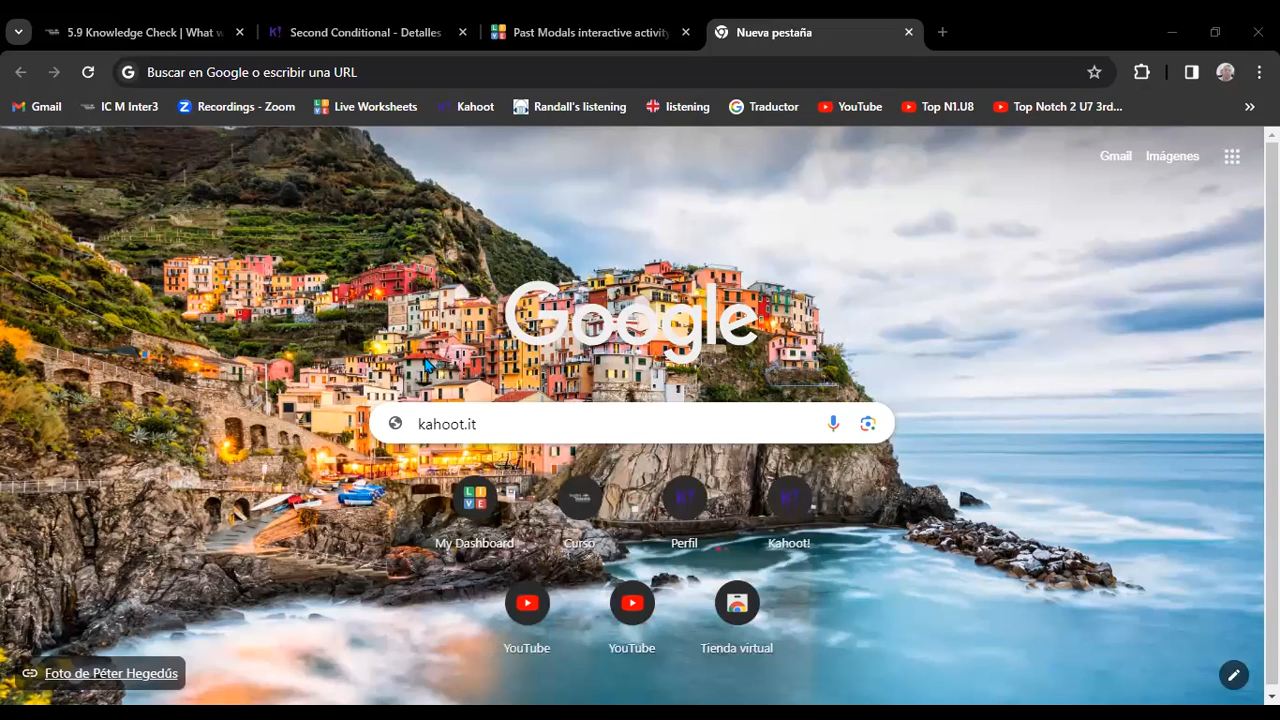 5.9 Knowledge Check | What w
Second Conditional - Detalles
Past Modals interactive activity
Nueva pestaña
Buscar en Google o escribir una URL
Gmail
IC M Inter3
Recordings - Zoom
Live Worksheets
Kahoot
Randall's listening
listening
Traductor
YouTube
Top N1.U8
Top Notch 2 U7 3rd...
Gmail
Imágenes
Google
kahoot.it
My Dashboard
Curso
Perfil
Kahoot!
YouTube
YouTube
Tienda virtual
Foto de Péter Hegedűs